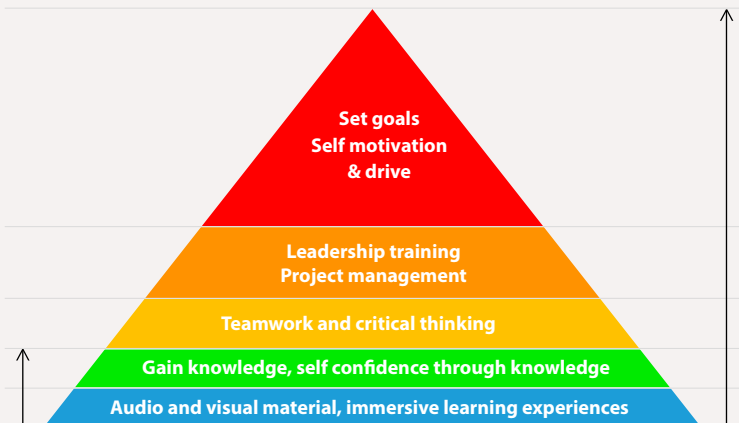 Set goals
Self motivation
& drive
Leadership training
Project management
Teamwork and critical thinking
Gain knowledge, self confidence through knowledge
Audio and visual material, immersive learning experiences